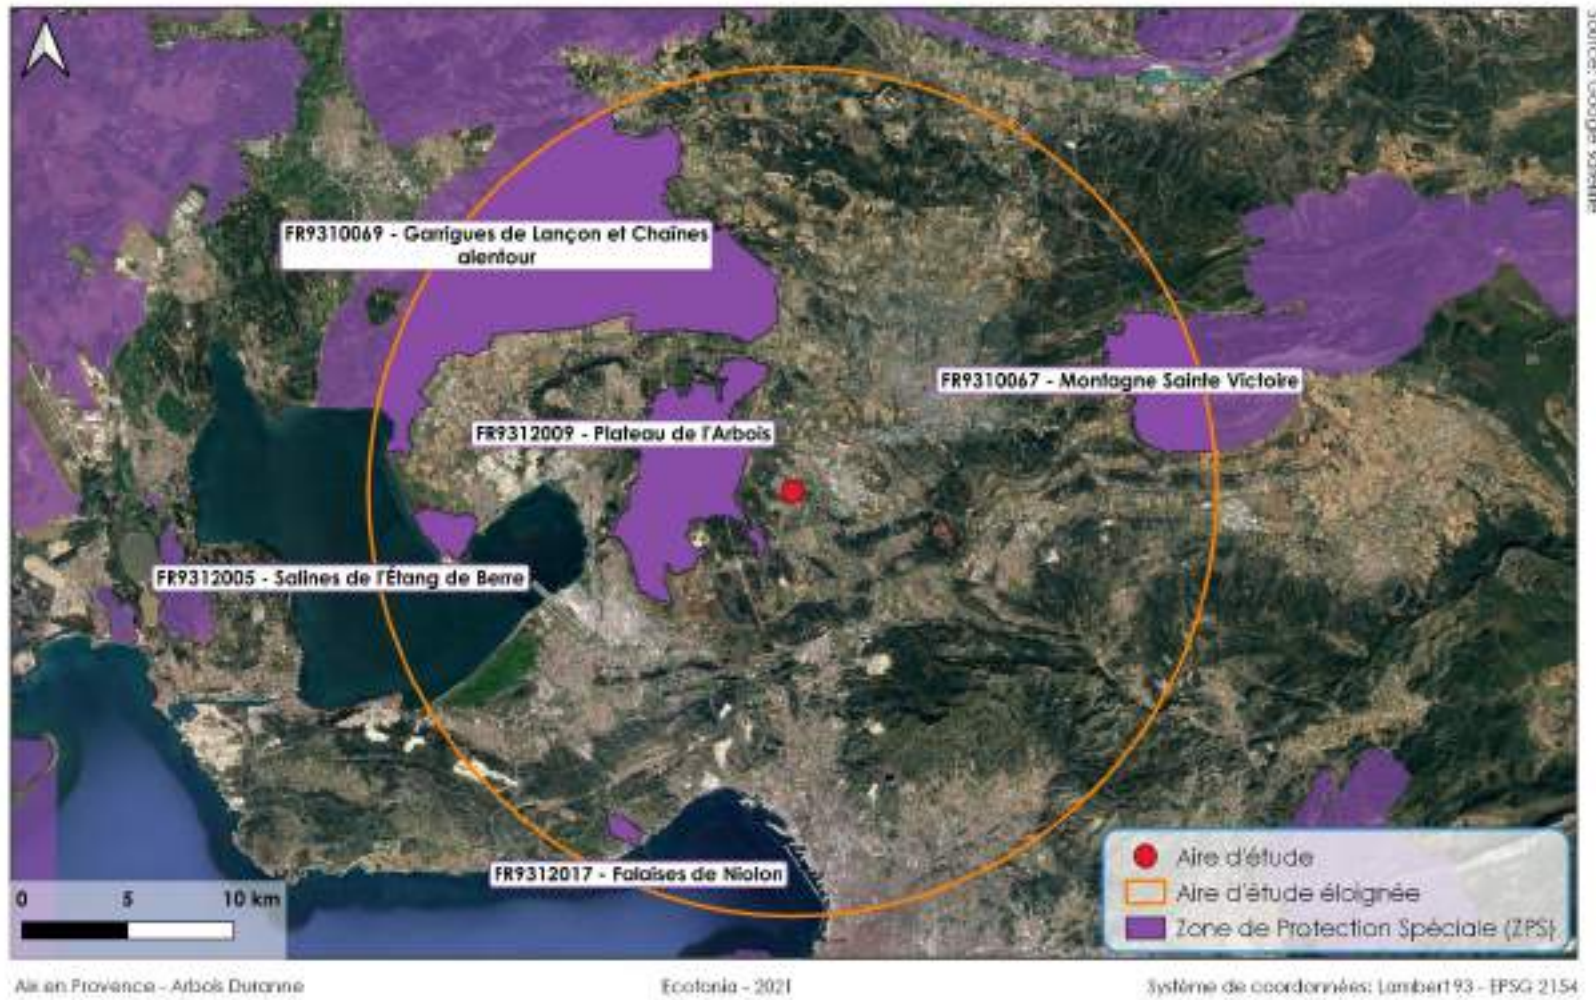 FR9310069 - Garrigues de Lançon et Chaînes
alentour
FR9310067 - Montagne Sainte Victoire
FR9312009 - Plateau de l'Arbois
FR9312005 - Salines de l'Étang de Berre
FR9312017 - Falaises de Niolon
0 5 10 km
Aire d'étude
Aire d'étude éloignée
Zone de Protection Spéciale (ZPS)
Aix en Provence - Arbois Duranne
Ecotonia - 2021
Système de coordonnées: Lambert 93 - EPSG 2154